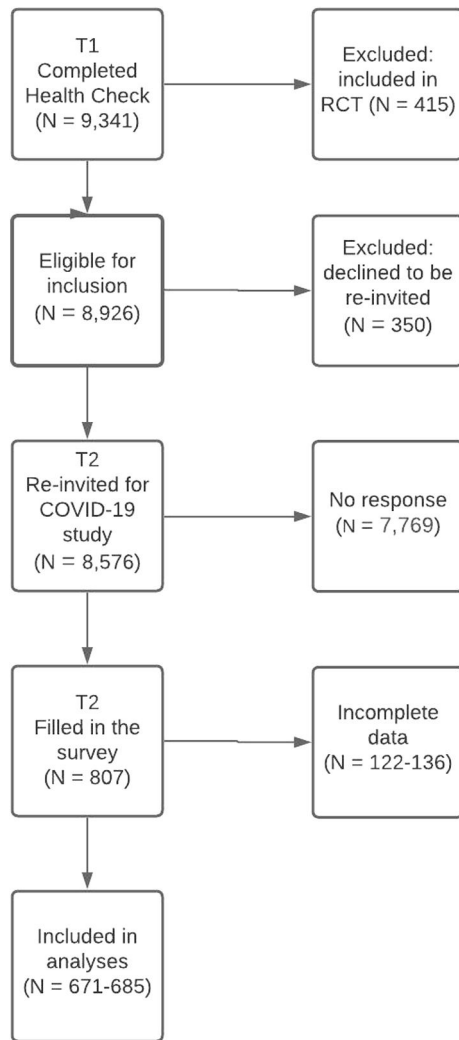 T1
Completed
Health Check
(N = 9,341)
Excluded:
included in
RCT (N = 415)
Eligible for
inclusion
(N = 8,926)
Excluded:
declined to be
re-invited
(N = 350)
T2
Re-invited for
COVID-19
study
(N = 8,576)
No response
(N = 7,769)
T2
Filled in the
survey
(N = 807)
Incomplete
data
(N = 122-136)
Included in
analyses
(N = 671-685)